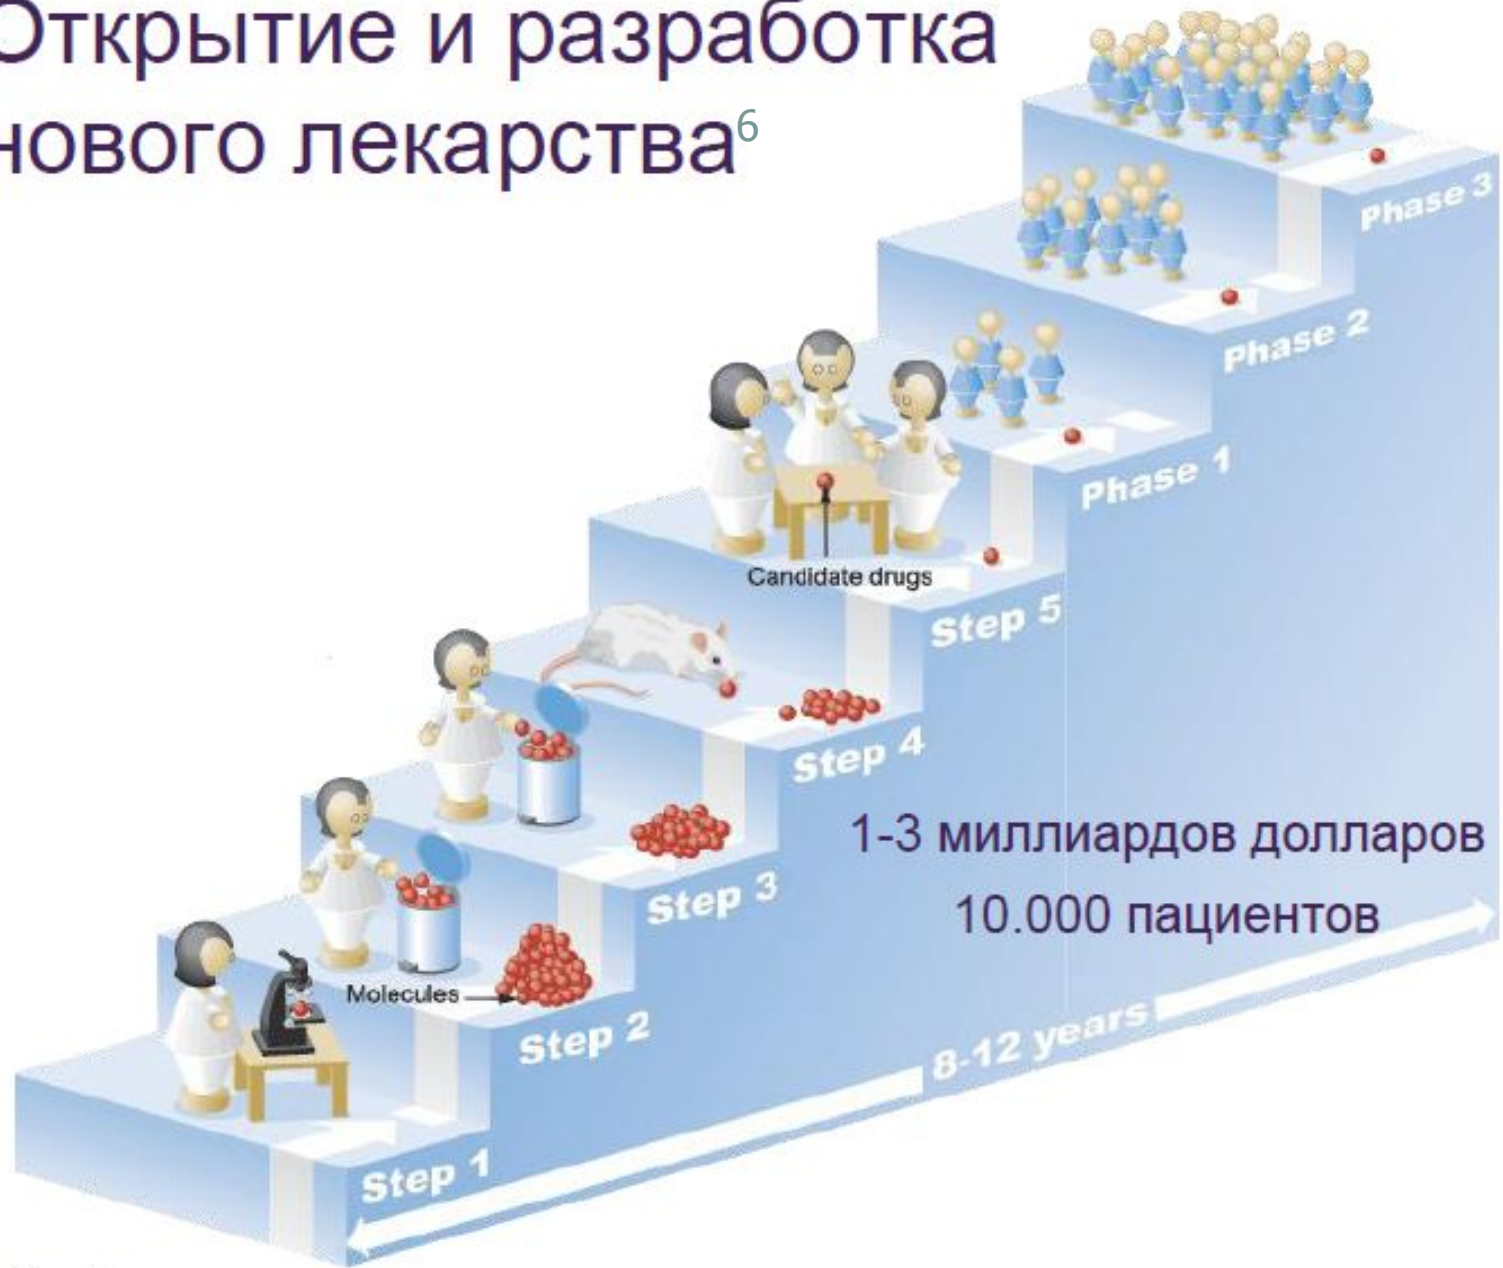 Открытие и разработка
нового лекарства⁶
Phase 3
Phase 2
Phase 1
Candidate drugs
Step 5
Step 4
1-3 миллиардов долларов
Step 3
10.000 пациентов
Molecules
Step 2
8-12 years
Step 1